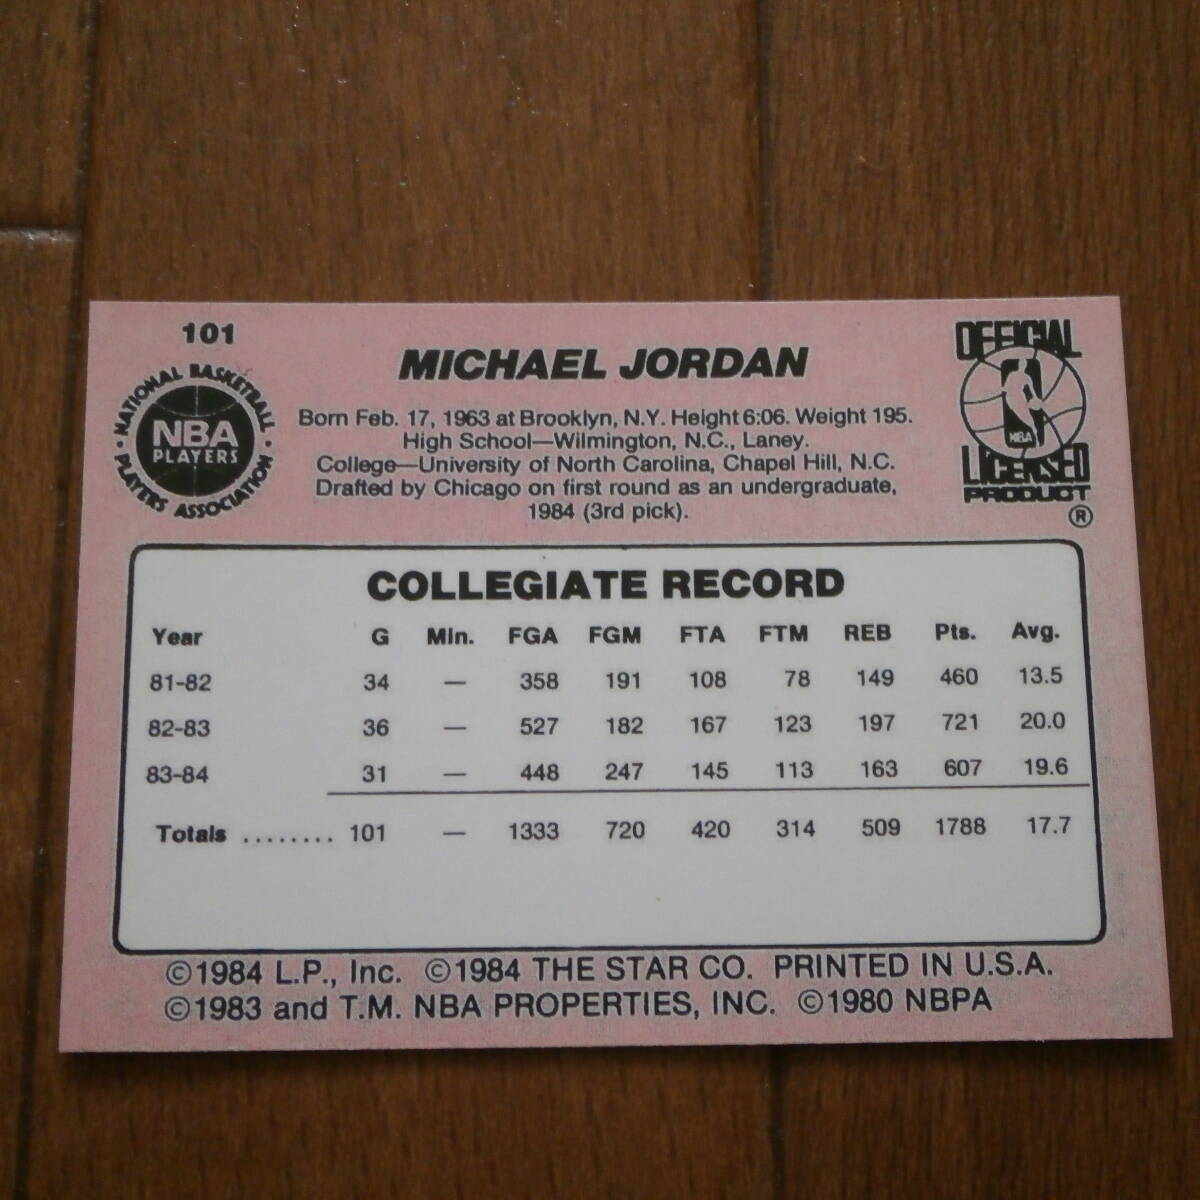 101
MICHAEL JORDAN
NATIONAL BASKETBALL
NBA
PLAYERS
PLAYERS ASSOCIATION
OFFICIAL
NBA
LICENSED
PRODUCT
®
Born Feb. 17, 1963 at Brooklyn, N.Y. Height 6:06. Weight 195.
High School—Wilmington, N.C., Laney.
College—University of North Carolina, Chapel Hill, N.C.
Drafted by Chicago on first round as an undergraduate,
1984 (3rd pick).
COLLEGIATE RECORD
Year G Min. FGA FGM FTA FTM REB Pts. Avg.
81-82 34 — 358 191 108 78 149 460 13.5
82-83 36 — 527 182 167 123 197 721 20.0
83-84 31 — 448 247 145 113 163 607 19.6
Totals ........ 101 — 1333 720 420 314 509 1788 17.7
©1984 L.P., Inc. ©1984 THE STAR CO. PRINTED IN U.S.A.
©1983 and T.M. NBA PROPERTIES, INC. ©1980 NBPA